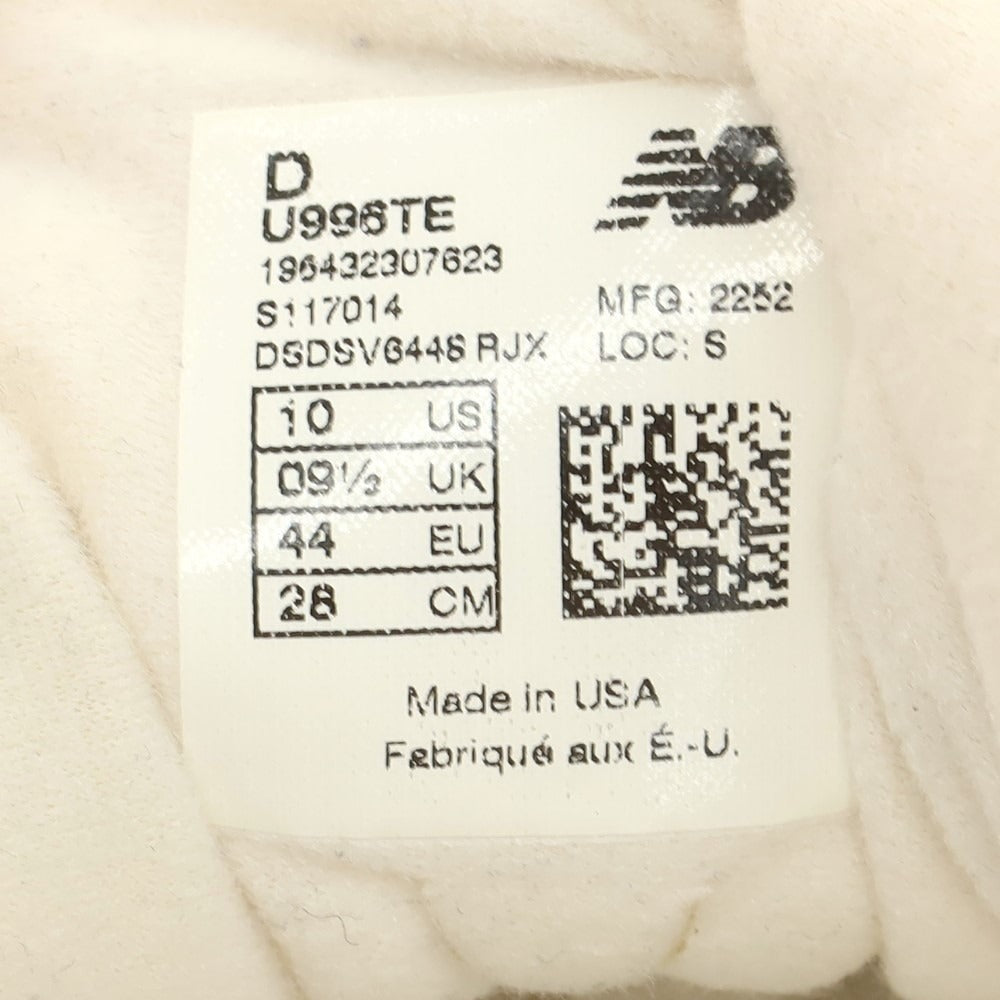 D
U996TE
196432307623
S117014
MFG: 2252
DSDSV6448 RJX
LOC: S
10 US
09½ UK
44 EU
28 CM
Made in USA
Fabriqué aux É.-U.
NB